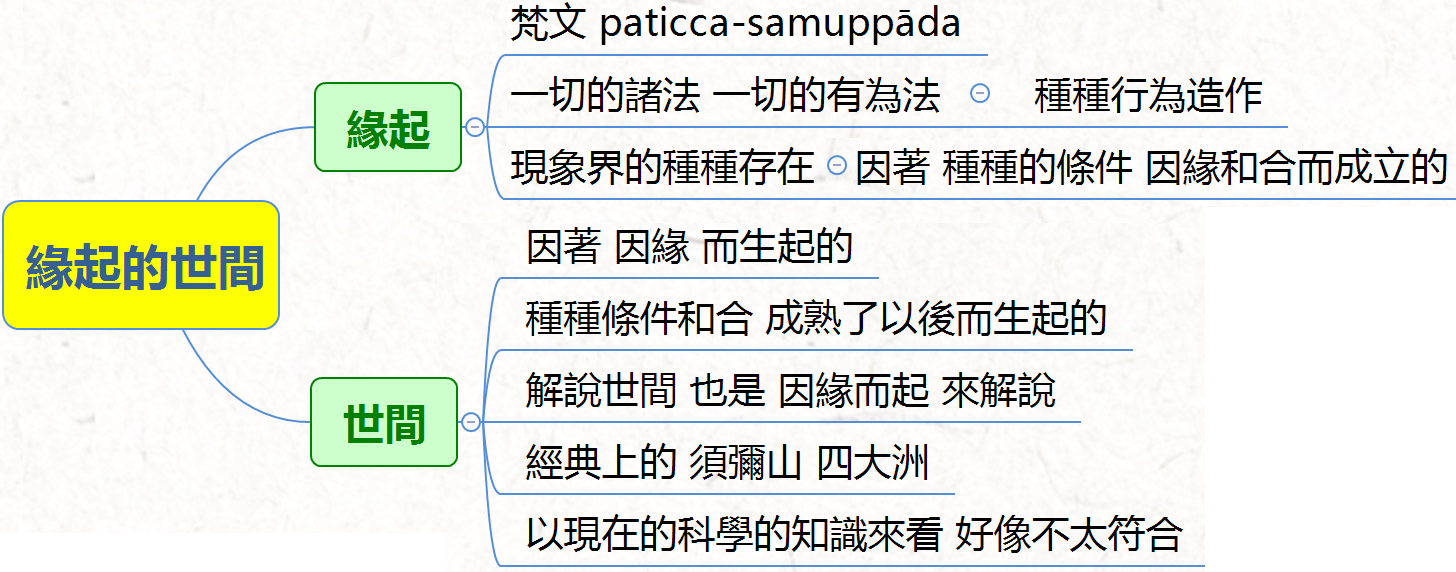 緣起的世間
緣起
梵文 paticca-samuppāda
一切的諸法 一切的有為法 種種行為造作
現象界的種種存在 因著 種種的條件 因緣和合而成立的
世間
因著 因緣 而生起的
種種條件和合 成熟了以後而生起的
解說世間 也是 因緣而起 來解說
經典上的 須彌山 四大洲
以現在的科學的知識來看 好像不太符合